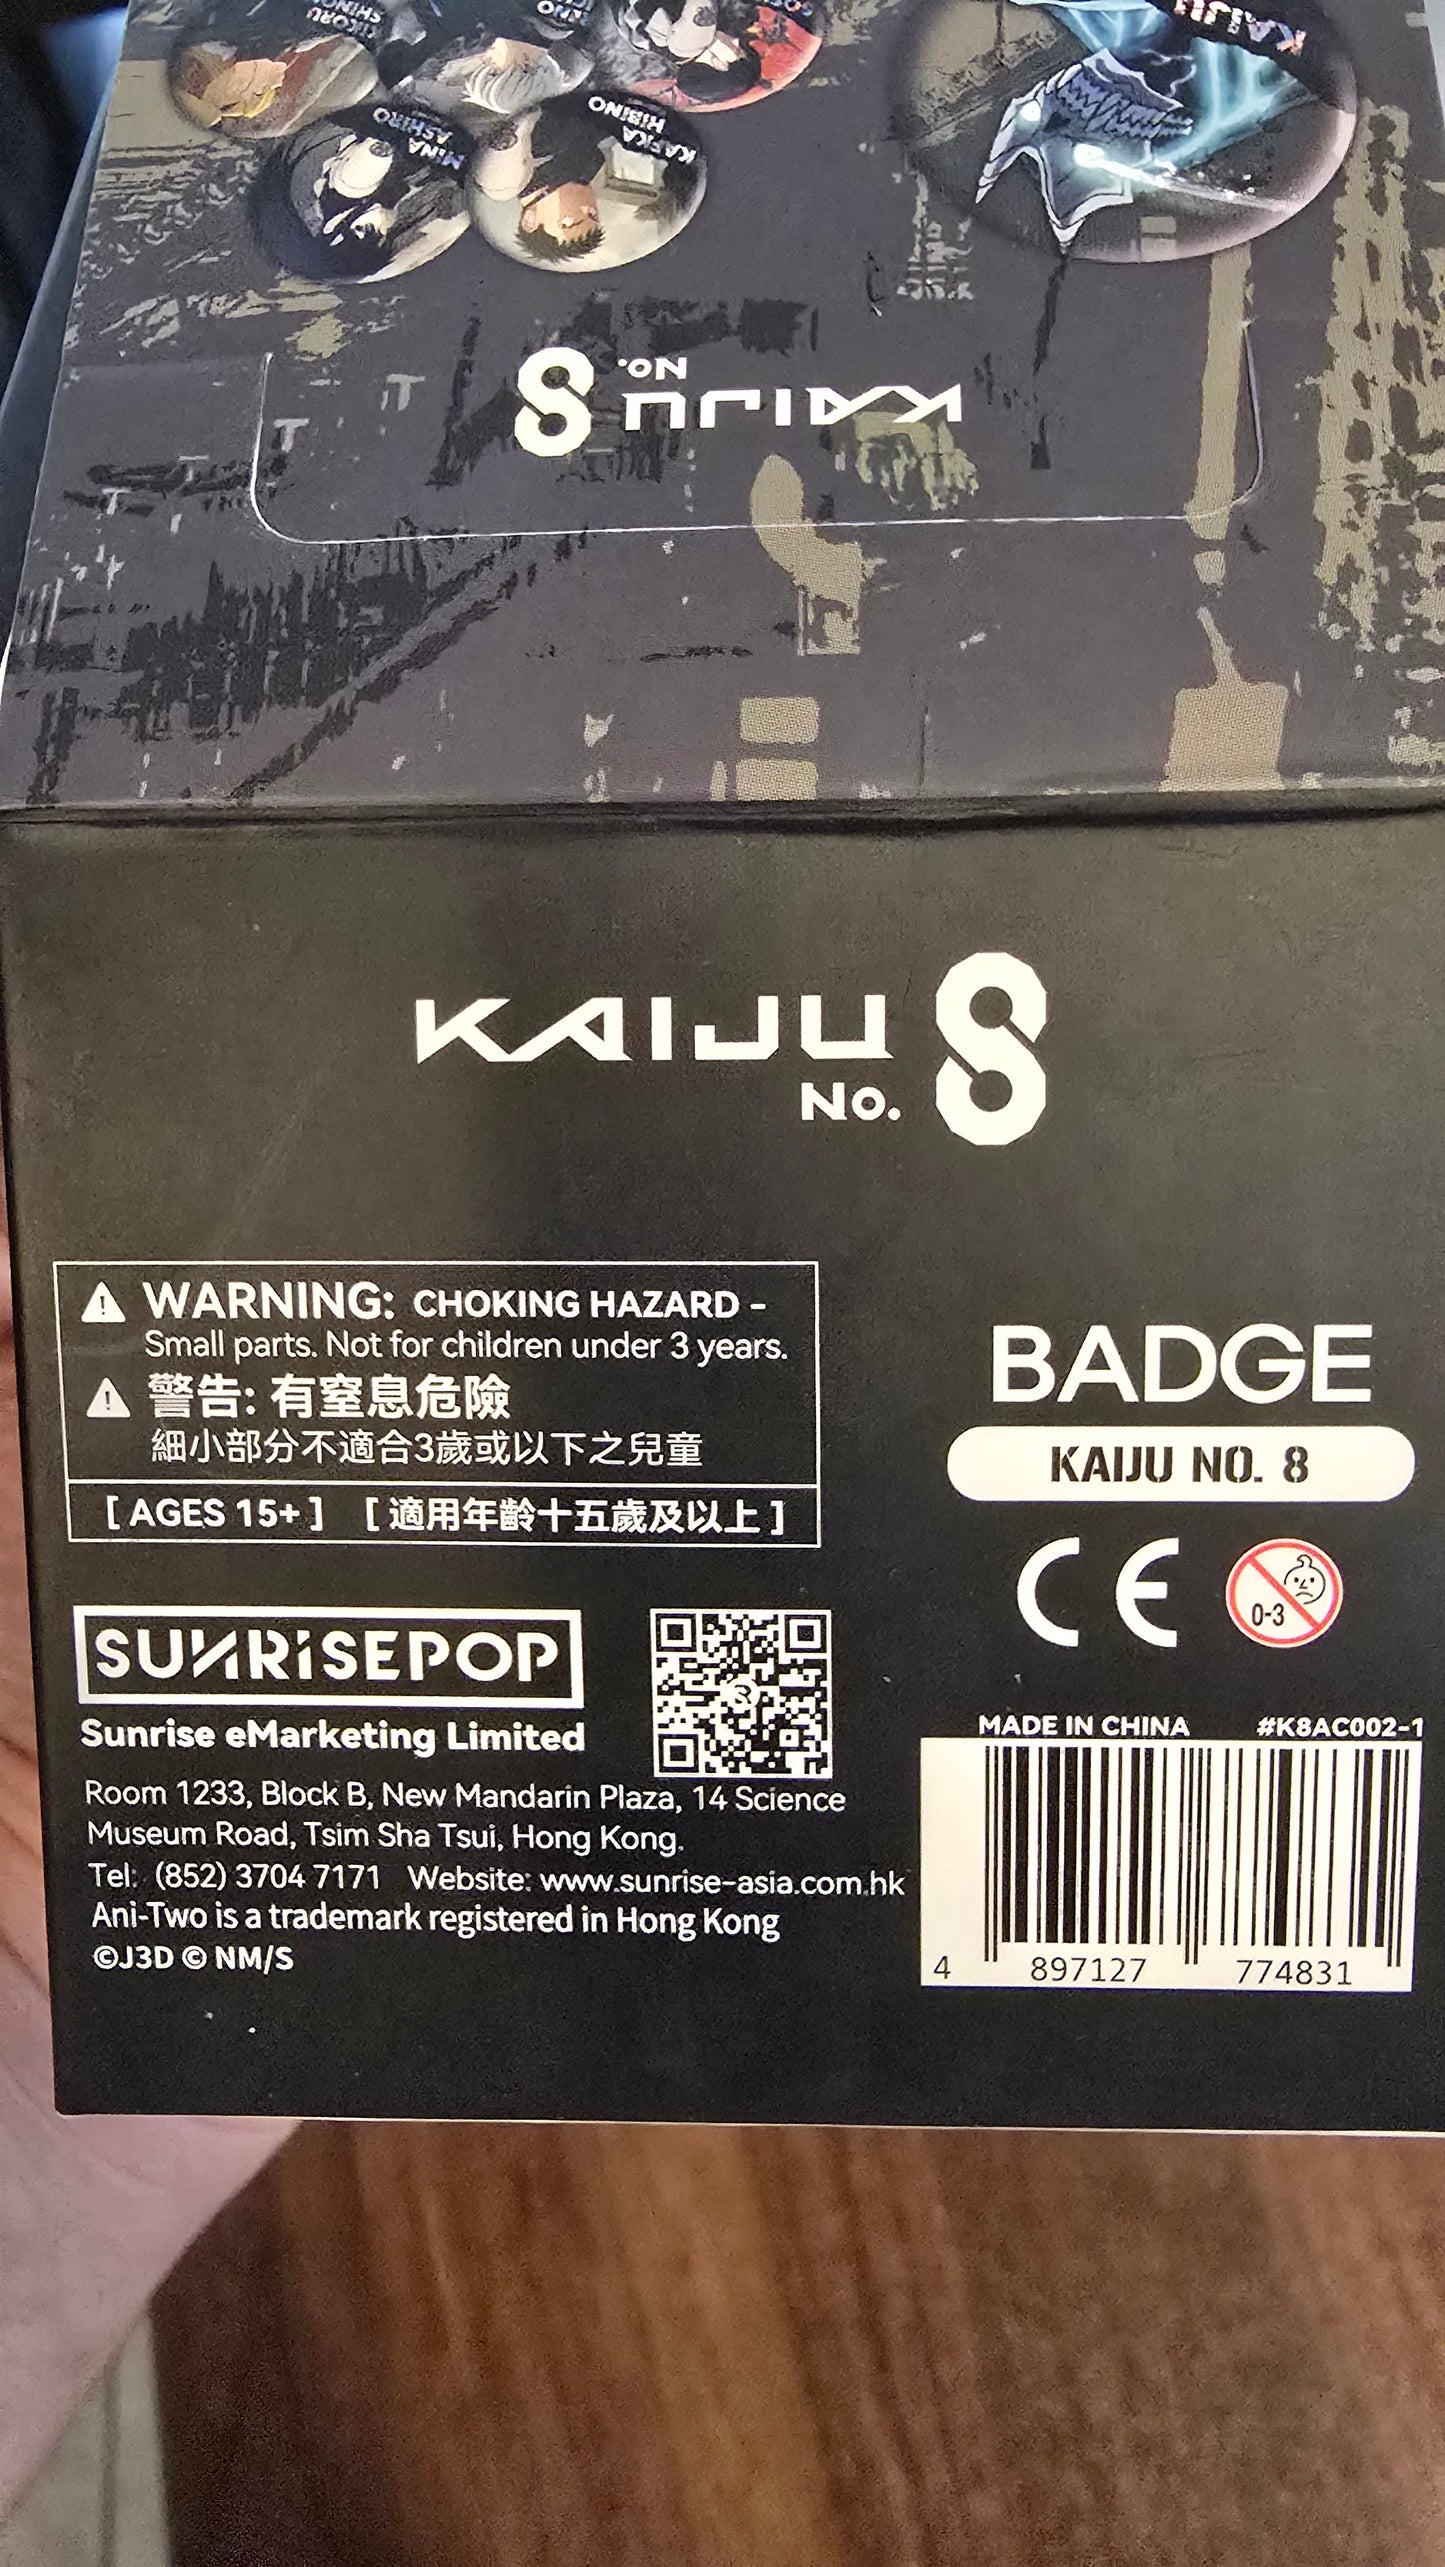 MINA
ASHIRO
KAFKA
HIBINO
KAIJU
KAIJU
NO.
8
KAIJU
No. 8
WARNING: CHOKING HAZARD -
Small parts. Not for children under 3 years.
警告: 有窒息危險
細小部分不適合3歲或以下之兒童
[ AGES 15+ ] [ 適用年齡十五歲及以上 ]
BADGE
KAIJU NO. 8
CE
0-3
SUNRiSEPOP
Sunrise eMarketing Limited
Room 1233, Block B, New Mandarin Plaza, 14 Science
Museum Road, Tsim Sha Tsui, Hong Kong.
Tel: (852) 3704 7171 Website: www.sunrise-asia.com.hk
Ani-Two is a trademark registered in Hong Kong
©J3D © NM/S
MADE IN CHINA #K8AC002-1
4 897127 774831